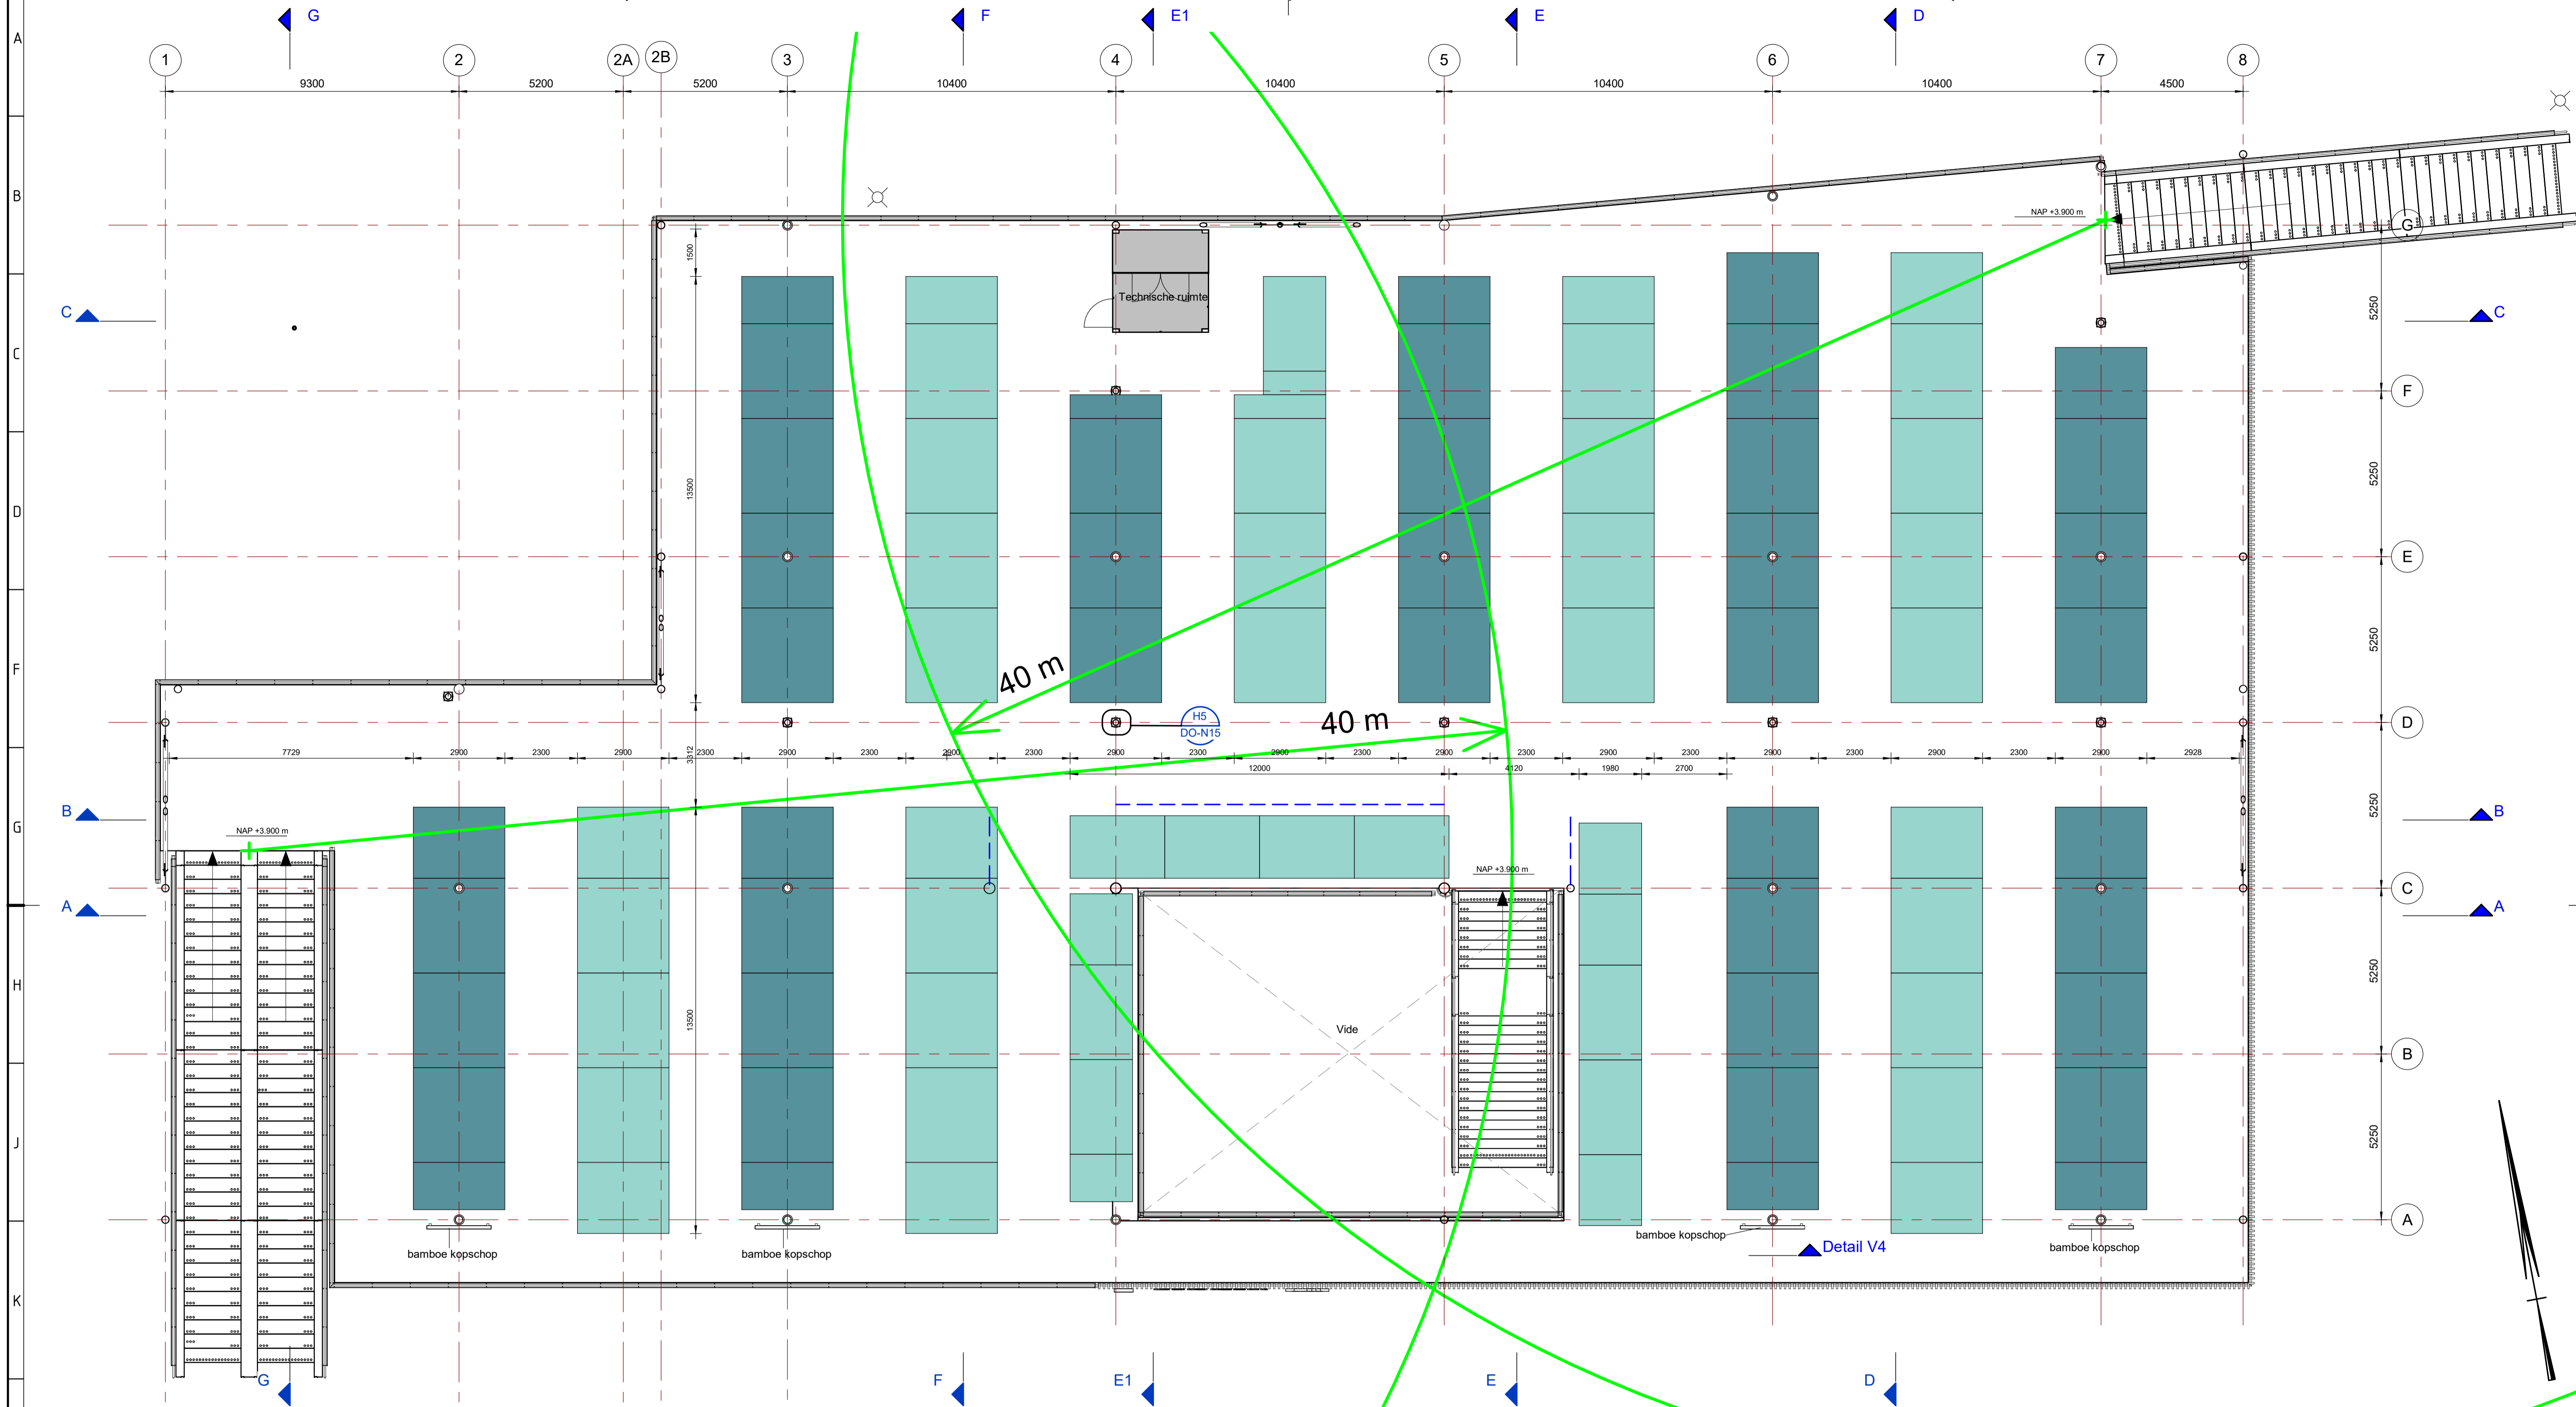 G F E1 E D
A
1 2 2A 2B 3 4 5 6 7 8
9300 5200 5200 10400 10400 10400 10400 4500
B
NAP +3.900 m
G
1500
Technische ruimte
5250
C C
C
F
13500
5250
D
E
5250
F
40 m
H5
DO-N15
40 m
D
7729 2900 2300 2900 2300 2900 2300 2900 2300 2900 2300 2900 2300 2900 2300 2900 2300 2900 2300 2900 2300 2900 2928
3312
12000 4120 1980 2700
5250
B B
G
NAP +3.900 m
NAP +3.900 m
C
A A
H
5250
13500
Vide
B
J
5250
A
bamboe kopschop bamboe kopschop bamboe kopschop bamboe kopschop
Detail V4
K
G F E1 E D